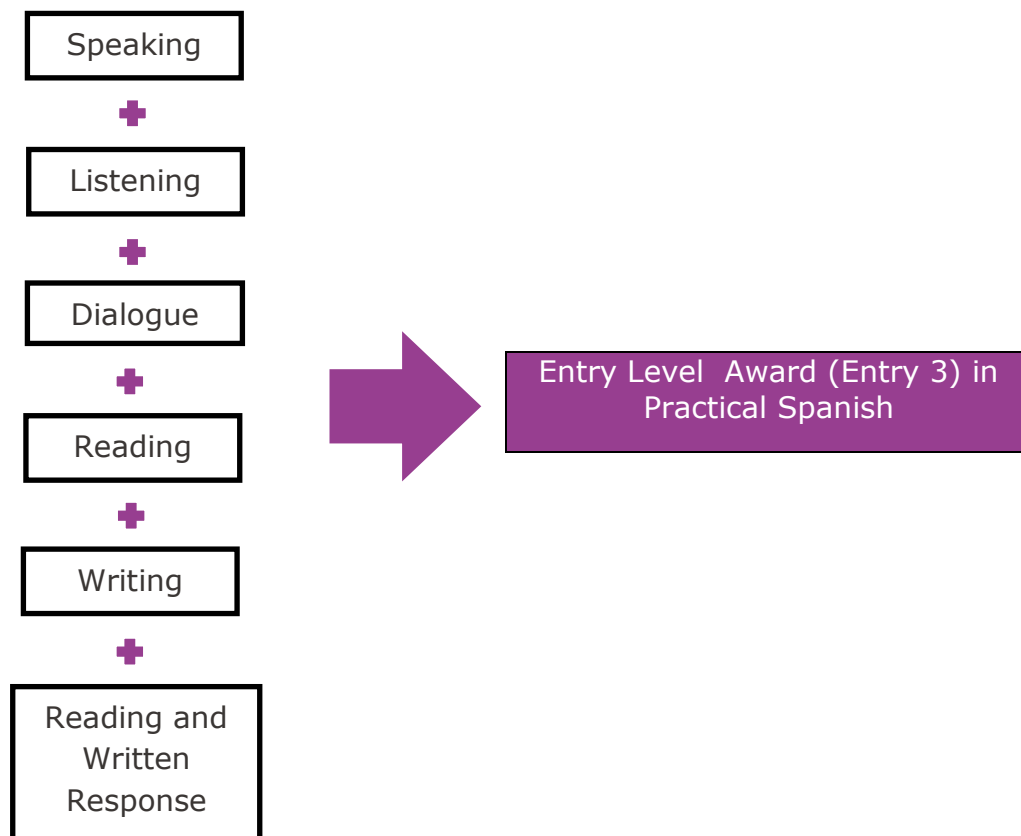 Speaking
Listening
Dialogue
Reading
Writing
Reading and
Written
Response
Entry Level  Award (Entry 3) in
Practical Spanish